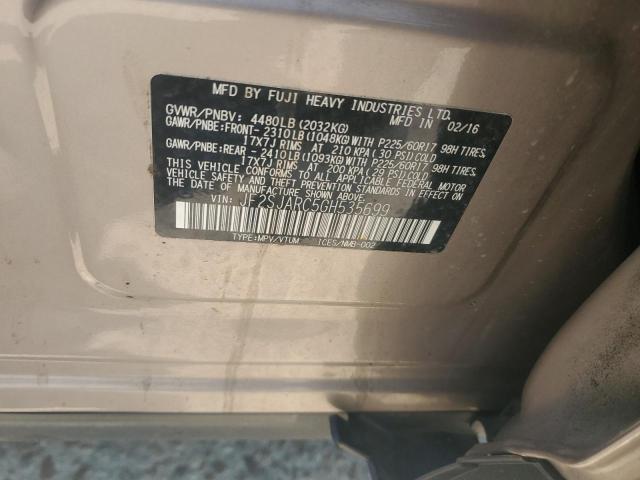 MFD BY FUJI HEAVY INDUSTRIES LTD.
GVWR/PNBV: 4480LB(2032KG) MFD IN 02/16
GAWR/PNBE:FRONT- 2310LB(1048KG)WITH P225/60R17 98H TIRES,
17X7J RIMS AT 210 KPA(30 PSI)COLD
GAWR/PNBE:REAR- 2410LB(1093KG)WITH P225/60R17 98H TIRES,
17X7J RIMS AT 200 KPA(29 PSI)COLD
THIS VEHICLE CONFORMS TO ALL APPLICABLE FEDERAL MOTOR
VEHICLE SAFETY AND THEFT PREVENTION STANDARDS IN EFFECT ON
THE DATE OF MANUFACTURE SHOWN ABOVE.
VIN: JF2SJARC5GH535699
TYPE:MPV/VTUM ICES/NMB-002